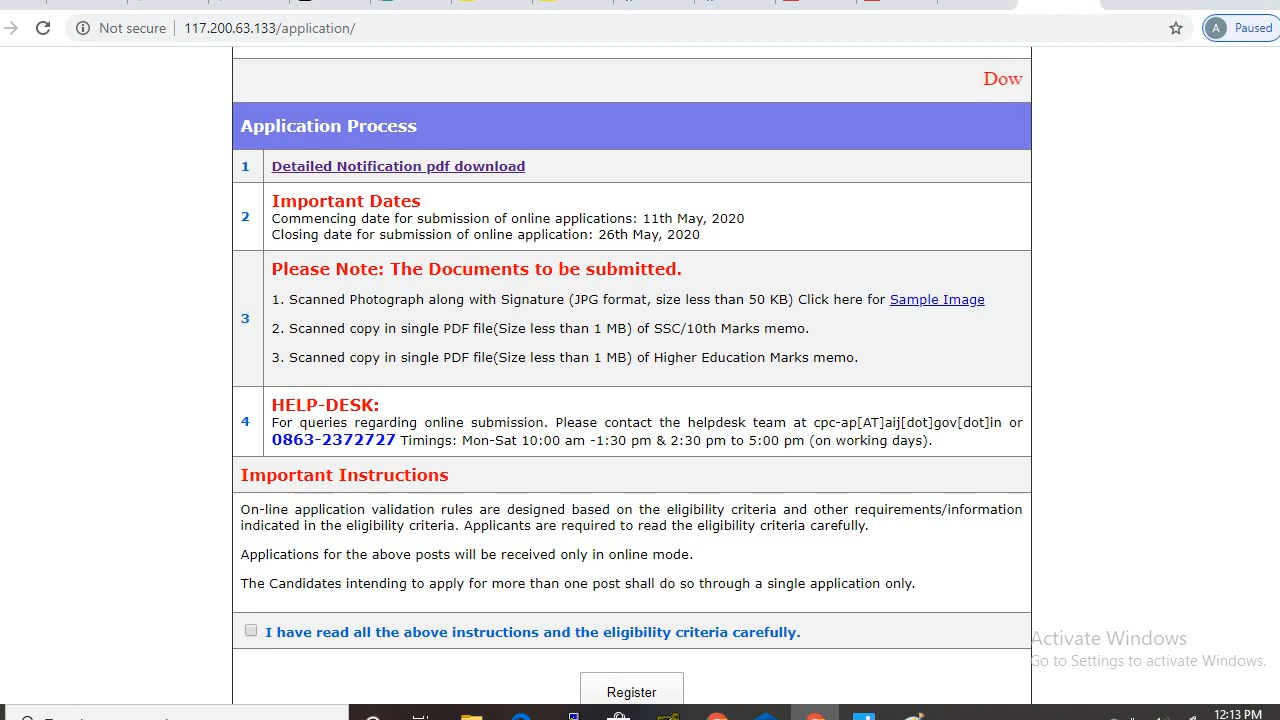 Not secure
117.200.63.133/application/
A
Paused
Dow
Application Process
1
Detailed Notification pdf download
2
Important Dates
Commencing date for submission of online applications: 11th May, 2020
Closing date for submission of online application: 26th May, 2020
3
Please Note: The Documents to be submitted.
1. Scanned Photograph along with Signature (JPG format, size less than 50 KB) Click here for Sample Image
2. Scanned copy in single PDF file(Size less than 1 MB) of SSC/10th Marks memo.
3. Scanned copy in single PDF file(Size less than 1 MB) of Higher Education Marks memo.
4
HELP-DESK:
For queries regarding online submission. Please contact the helpdesk team at cpc-ap[AT]aij[dot]gov[dot]in or
0863-2372727 Timings: Mon-Sat 10:00 am -1:30 pm & 2:30 pm to 5:00 pm (on working days).
Important Instructions
On-line application validation rules are designed based on the eligibility criteria and other requirements/information
indicated in the eligibility criteria. Applicants are required to read the eligibility criteria carefully.
Applications for the above posts will be received only in online mode.
The Candidates intending to apply for more than one post shall do so through a single application only.
I have read all the above instructions and the eligibility criteria carefully.
Activate Windows
Go to Settings to activate Windows.
Register
12:13 PM